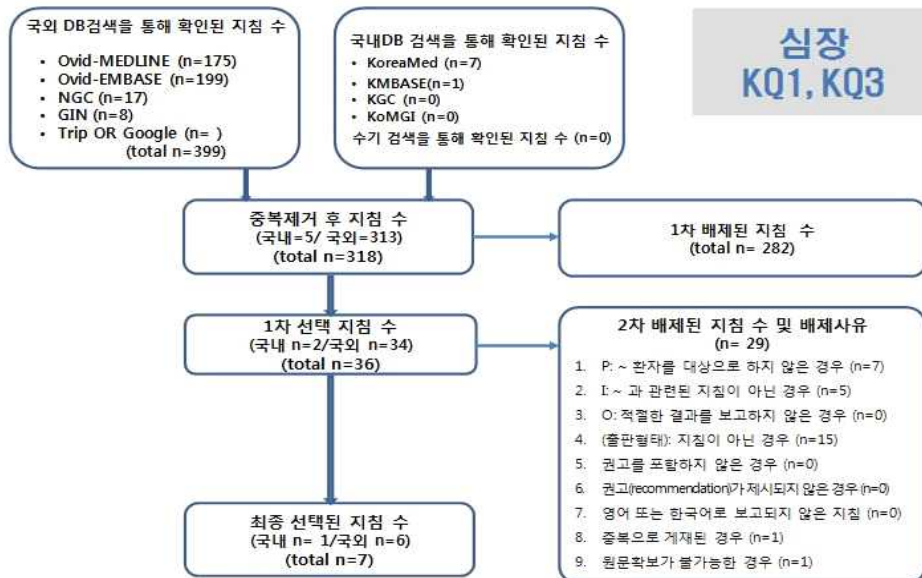 국외 DB검색을 통해 확인된 지침 수
• Ovid-MEDLINE (n=175)
• Ovid-EMBASE (n=199)
• NGC (n=17)
• GIN (n=8)
• Trip OR Google (n= )
(total n=399)
국내DB 검색을 통해 확인된 지침 수
• KoreaMed (n=7)
• KMBASE(n=1)
• KGC (n=0)
• KoMGI (n=0)
수기 검색을 통해 확인된 지침 수 (n=0)
심장
KQ1, KQ3
중복제거 후 지침 수
(국내=5/ 국외=313)
(total n=318)
1차 배제된 지침 수
(total n= 282)
1차 선택 지침 수
(국내 n=2/국외 n=34)
(total n=36)
2차 배제된 지침 수 및 배제사유
(n= 29)
1. P: ~ 환자를 대상으로 하지 않은 경우 (n=7)
2. I: ~ 과 관련된 지침이 아닌 경우 (n=5)
3. O: 적절한 결과를 보고하지 않은 경우 (n=0)
4. (출판형태): 지침이 아닌 경우 (n=15)
5. 권고를 포함하지 않은 경우 (n=0)
6. 권고(recommendation)가 제시되지 않은 경우 (n=0)
7. 영어 또는 한국어로 보고되지 않은 지침 (n=0)
8. 중복으로 게재된 경우 (n=1)
9. 원문확보가 불가능한 경우 (n=1)
최종 선택된 지침 수
(국내 n= 1/국외 n=6)
(total n=7)